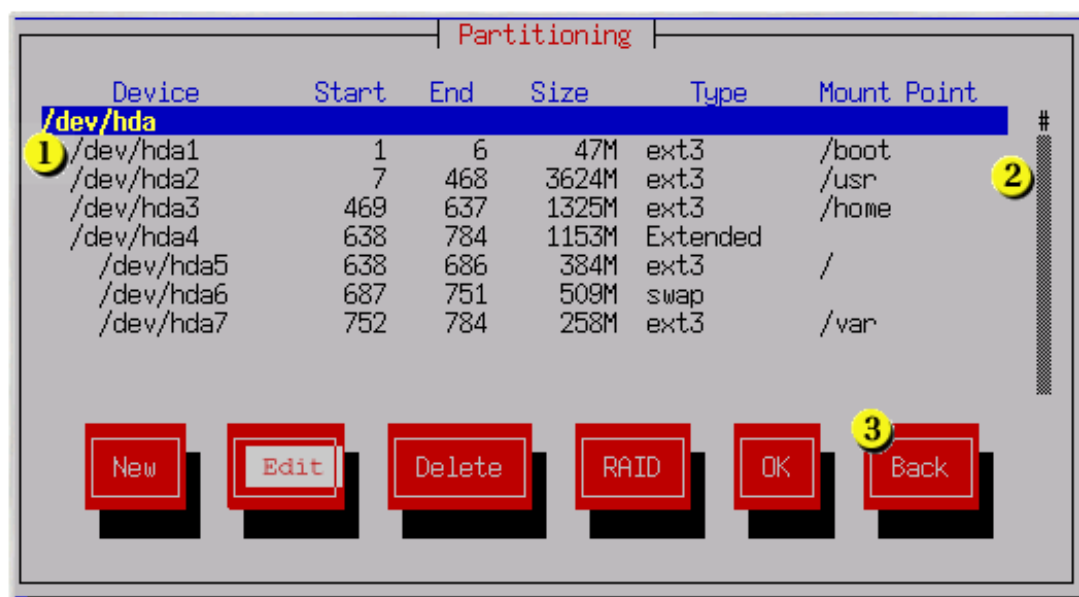 Partitioning
Device Start End Size Type Mount Point
/dev/hda #
1 /dev/hda1 1 6 47M ext3 /boot
/dev/hda2 7 468 3624M ext3 /usr 2
/dev/hda3 469 637 1325M ext3 /home
/dev/hda4 638 784 1153M Extended
/dev/hda5 638 686 384M ext3 /
/dev/hda6 687 751 509M swap
/dev/hda7 752 784 258M ext3 /var
3
New Edit Delete RAID OK Back